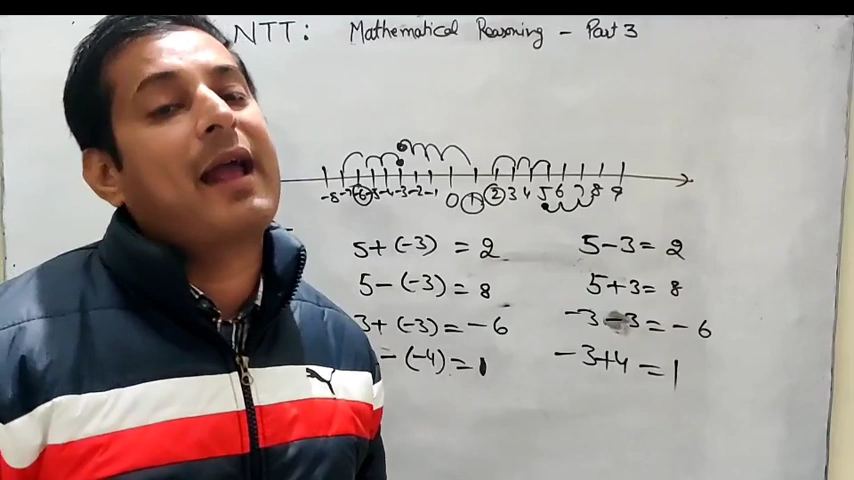 NTT: Mathematical Reasoning - Part 3
-8 -7 -6 -5 -4 -3 -2 -1 0 1 2 3 4 5 6 7 8 9
5+(-3) = 2 5-3= 2
5-(-3) = 8 5+3= 8
3+(-3)= -6 -3-3= -6
-(-4)=1 -3+4 =1